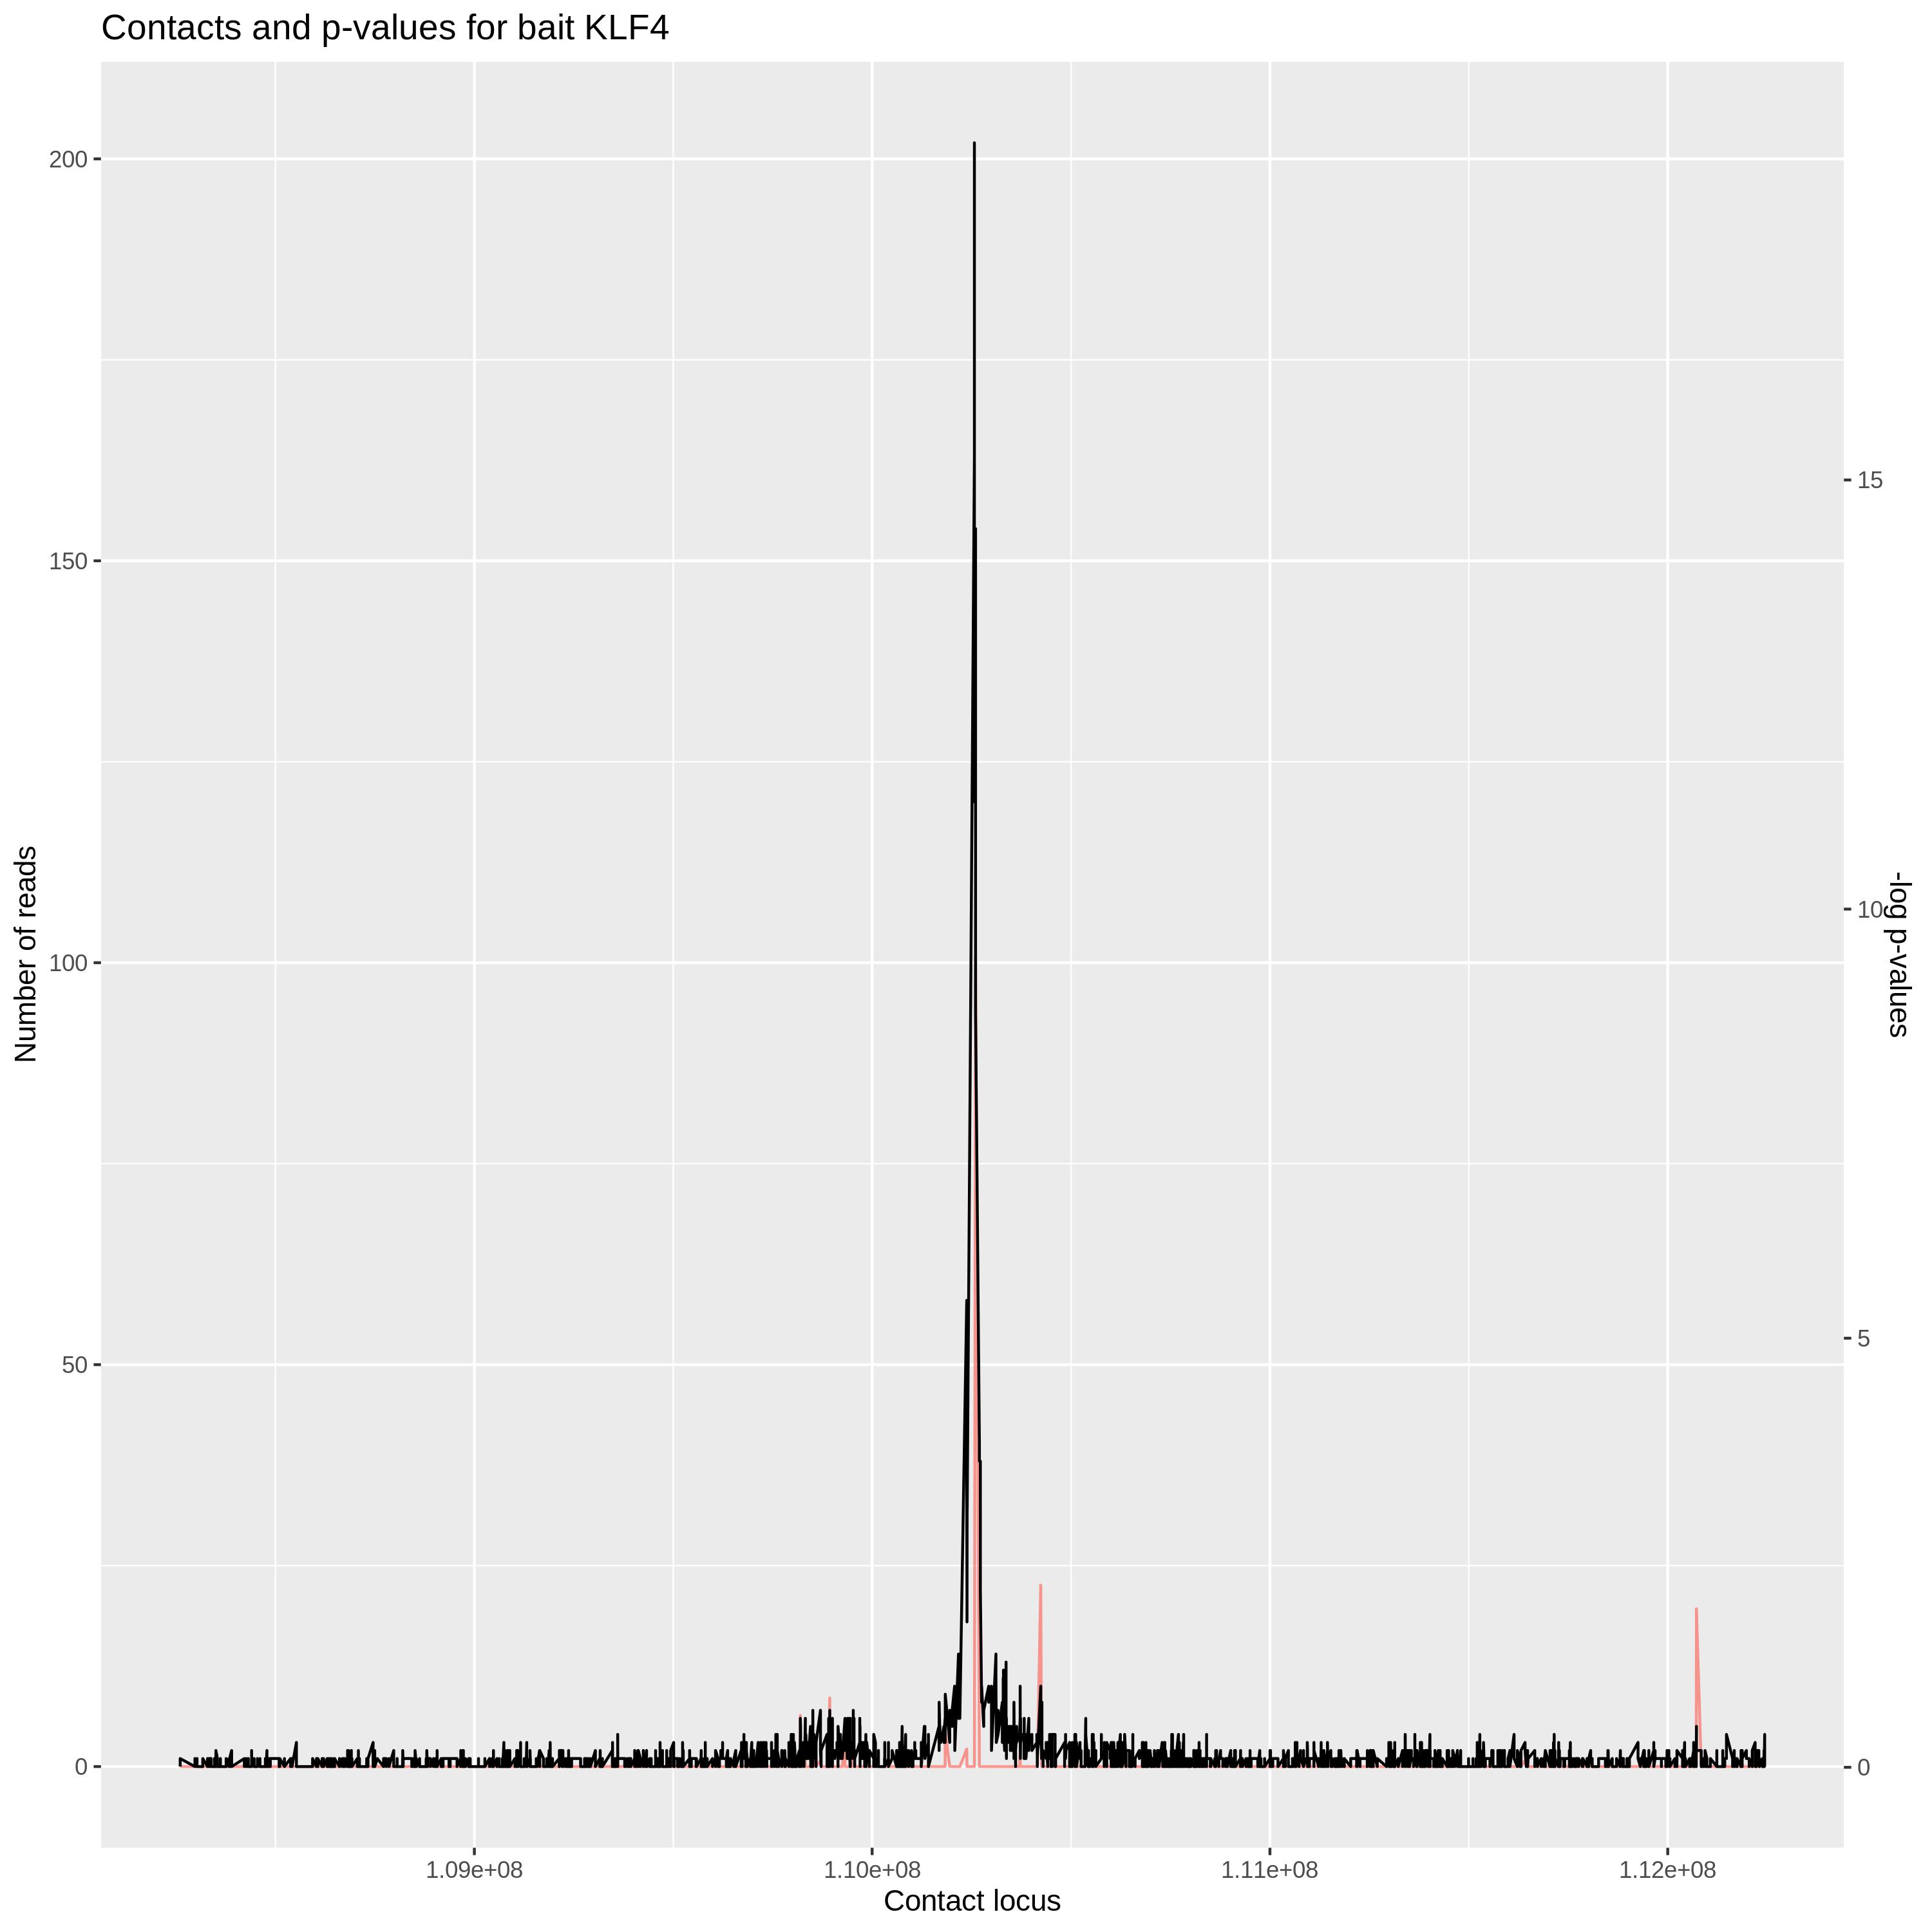 Contacts and p-values for bait KLF4
200
150
100
50
0
15
10
5
0
Number of reads
-log p-values
1.09e+08
1.10e+08
1.11e+08
1.12e+08
Contact locus